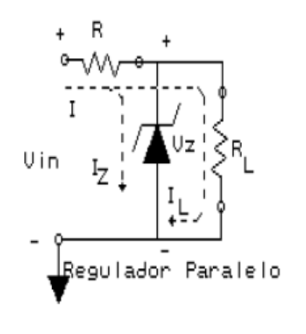 R
+
+
I
Vz
Vin
IZ
RL
IL
-
-
Regulador Paralelo